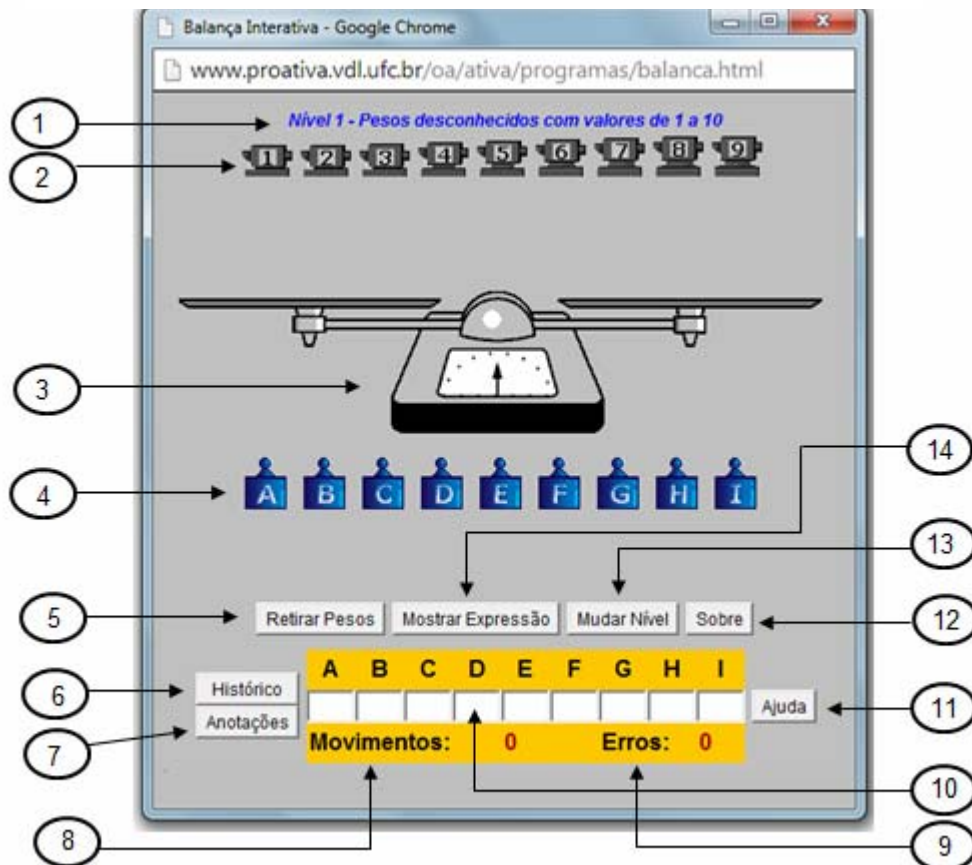 Balança Interativa - Google Chrome
www.proativa.vdl.ufc.br/oa/ativa/programas/balanca.html
1
Nível 1 - Pesos desconhecidos com valores de 1 a 10
2
1 2 3 4 5 6 7 8 9
3
14
4
A B C D E F G H I
13
5
Retirar Pesos Mostrar Expressão Mudar Nível Sobre
12
A B C D E F G H I
6
Histórico
Ajuda
11
7
Anotações
Movimentos: 0 Erros: 0
10
8
9